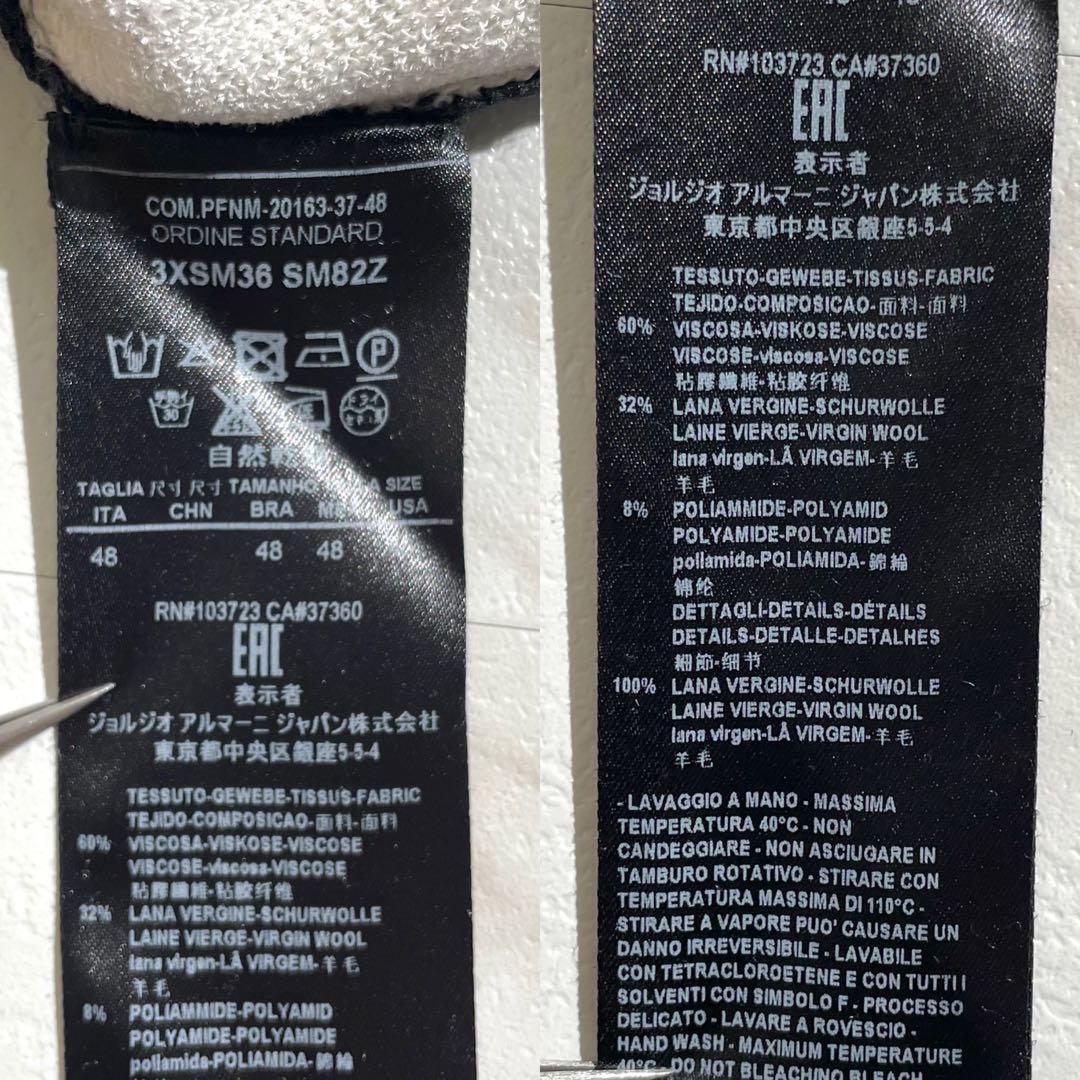 COM.PFNM-20163-37-48
ORDINE STANDARD
3XSM36 SM82Z
P
30
自然
TAGLIA 尺寸 尺寸 TAMANHO A SIZE
ITA CHN BRA USA
48 48 48
RN#103723 CA#37360
EAC
表示者
ジョルジオ アルマーニ ジャパン株式会社
東京都中央区銀座5-5-4
TESSUTO-GEWEBE-TISSUS-FABRIC
TEJIDO-COMPOSICAO-面料-面料
60% VISCOSA-VISKOSE-VISCOSE
VISCOSE-viscosa-VISCOSE
粘膠纖維-粘胶纤维
32% LANA VERGINE-SCHURWOLLE
LAINE VIERGE-VIRGIN WOOL
lana virgen-LÃ VIRGEM-羊毛
羊毛
8% POLIAMMIDE-POLYAMID
POLYAMIDE-POLYAMIDE
poliamida-POLIAMIDA-錦綸
RN#103723 CA#37360
EAC
表示者
ジョルジオ アルマーニ ジャパン株式会社
東京都中央区銀座5-5-4
TESSUTO-GEWEBE-TISSUS-FABRIC
TEJIDO-COMPOSICAO-面料-面料
60% VISCOSA-VISKOSE-VISCOSE
VISCOSE-viscosa-VISCOSE
粘膠纖維-粘胶纤维
32% LANA VERGINE-SCHURWOLLE
LAINE VIERGE-VIRGIN WOOL
lana virgen-LÃ VIRGEM-羊毛
羊毛
8% POLIAMMIDE-POLYAMID
POLYAMIDE-POLYAMIDE
poliamida-POLIAMIDA-錦綸
锦纶
DETTAGLI-DETAILS-DÉTAILS
DETAILS-DETALLE-DETALHES
細節-细节
100% LANA VERGINE-SCHURWOLLE
LAINE VIERGE-VIRGIN WOOL
lana virgen-LÃ VIRGEM-羊毛
羊毛
- LAVAGGIO A MANO - MASSIMA
TEMPERATURA 40°C - NON
CANDEGGIARE - NON ASCIUGARE IN
TAMBURO ROTATIVO - STIRARE CON
TEMPERATURA MASSIMA DI 110°C -
STIRARE A VAPORE PUO' CAUSARE UN
DANNO IRREVERSIBILE - LAVABILE
CON TETRACLOROETENE E CON TUTTI I
SOLVENTI CON SIMBOLO F - PROCESSO
DELICATO - LAVARE A ROVESCIO -
HAND WASH - MAXIMUM TEMPERATURE
40°C - DO NOT BLEACHING BLEACH